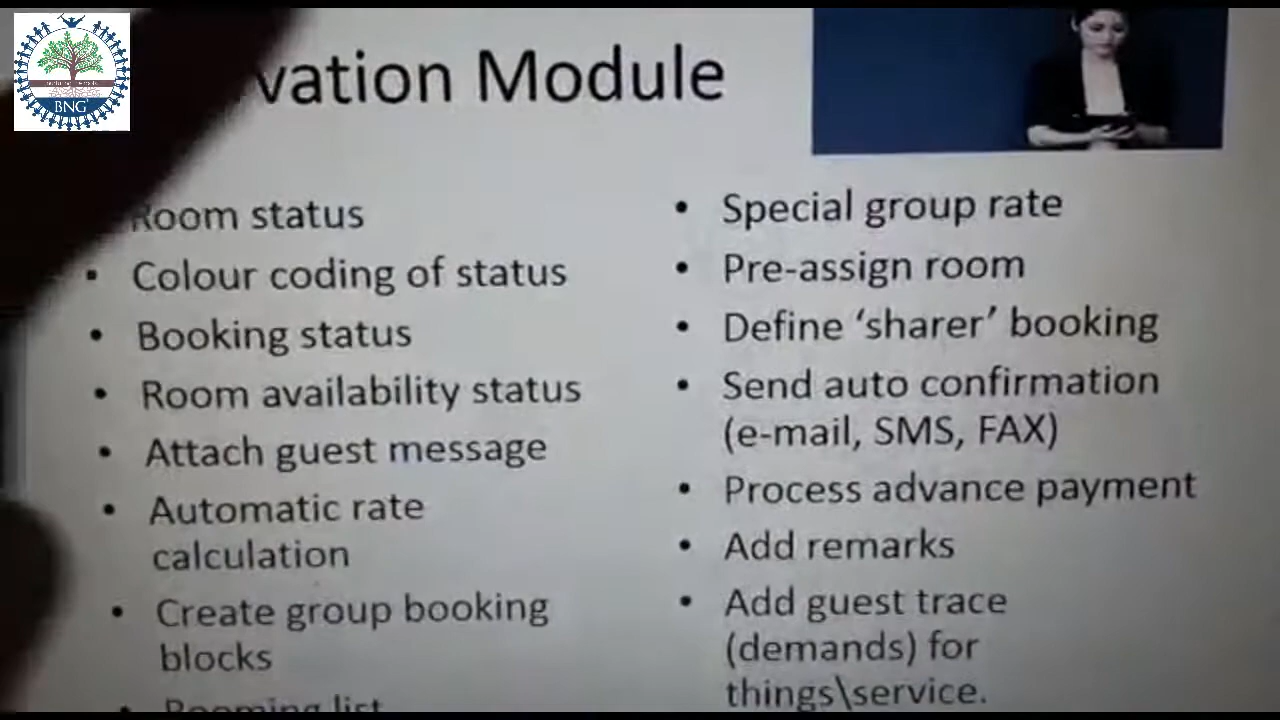 BNG
vation Module
Room status
• Colour coding of status
• Booking status
• Room availability status
• Attach guest message
• Automatic rate
calculation
• Create group booking
blocks
• Rooming list
• Special group rate
• Pre-assign room
• Define ‘sharer’ booking
• Send auto confirmation
(e-mail, SMS, FAX)
• Process advance payment
• Add remarks
• Add guest trace
(demands) for
things\service.